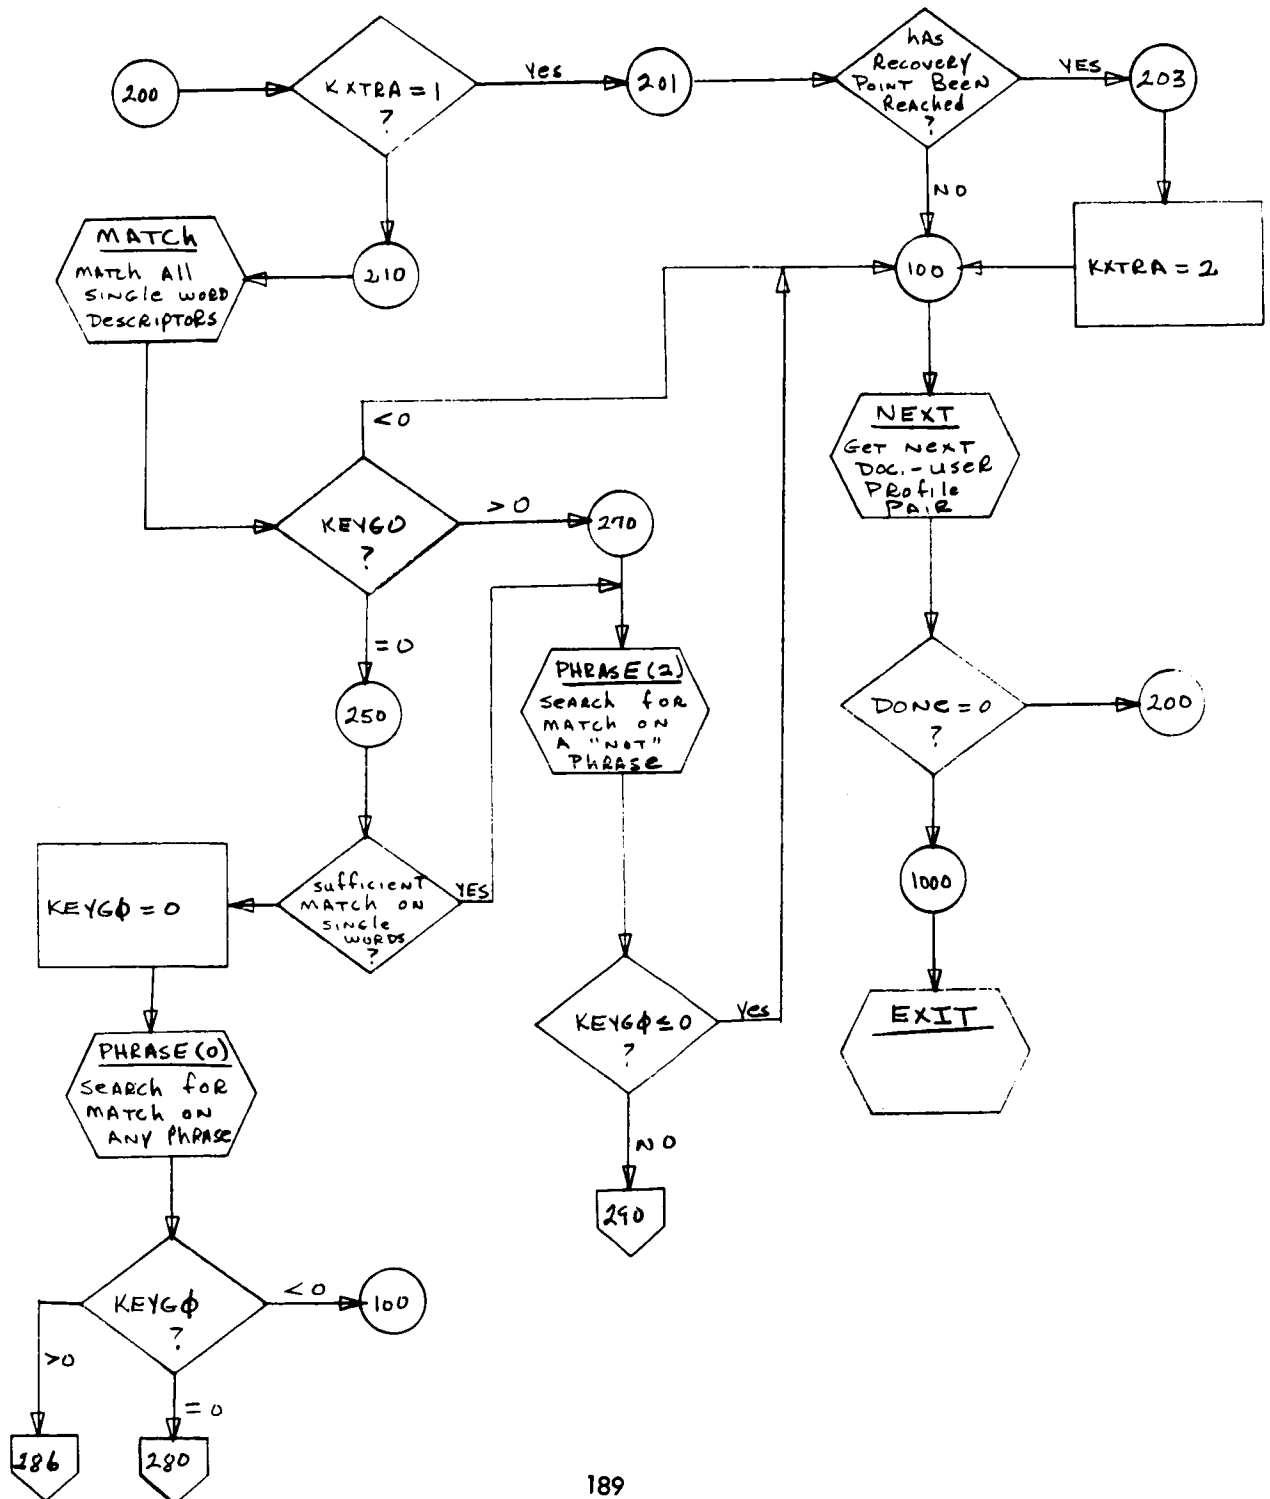 200
KXTRA = 1
?
Yes
201
hAs
Recovery
Point Been
Reached
?
YES
203
NO
KXTRA = 2
100
210
MATCh
MATCh All
SINGle WORD
DescRIPTORS
< 0
KEYGO
?
> 0
270
= 0
250
SuffICIENT
MATCh ON
SINGle
WORDS
?
YES
KEYGϕ = 0
PHRASE (0)
SeARCh foR
MATCh ON
ANY PhRASe
KEYGϕ
?
< 0
100
>0
286
= 0
280
PHRASE (2)
SeARCh foR
MATCh ON
A "NOT"
PhRASe
KEYGϕ ≤ 0
?
Yes
NO
290
NEXT
GeT NexT
DOC.-useR
PRofile
PAIR
DONE = 0
?
200
1000
EXIT
189